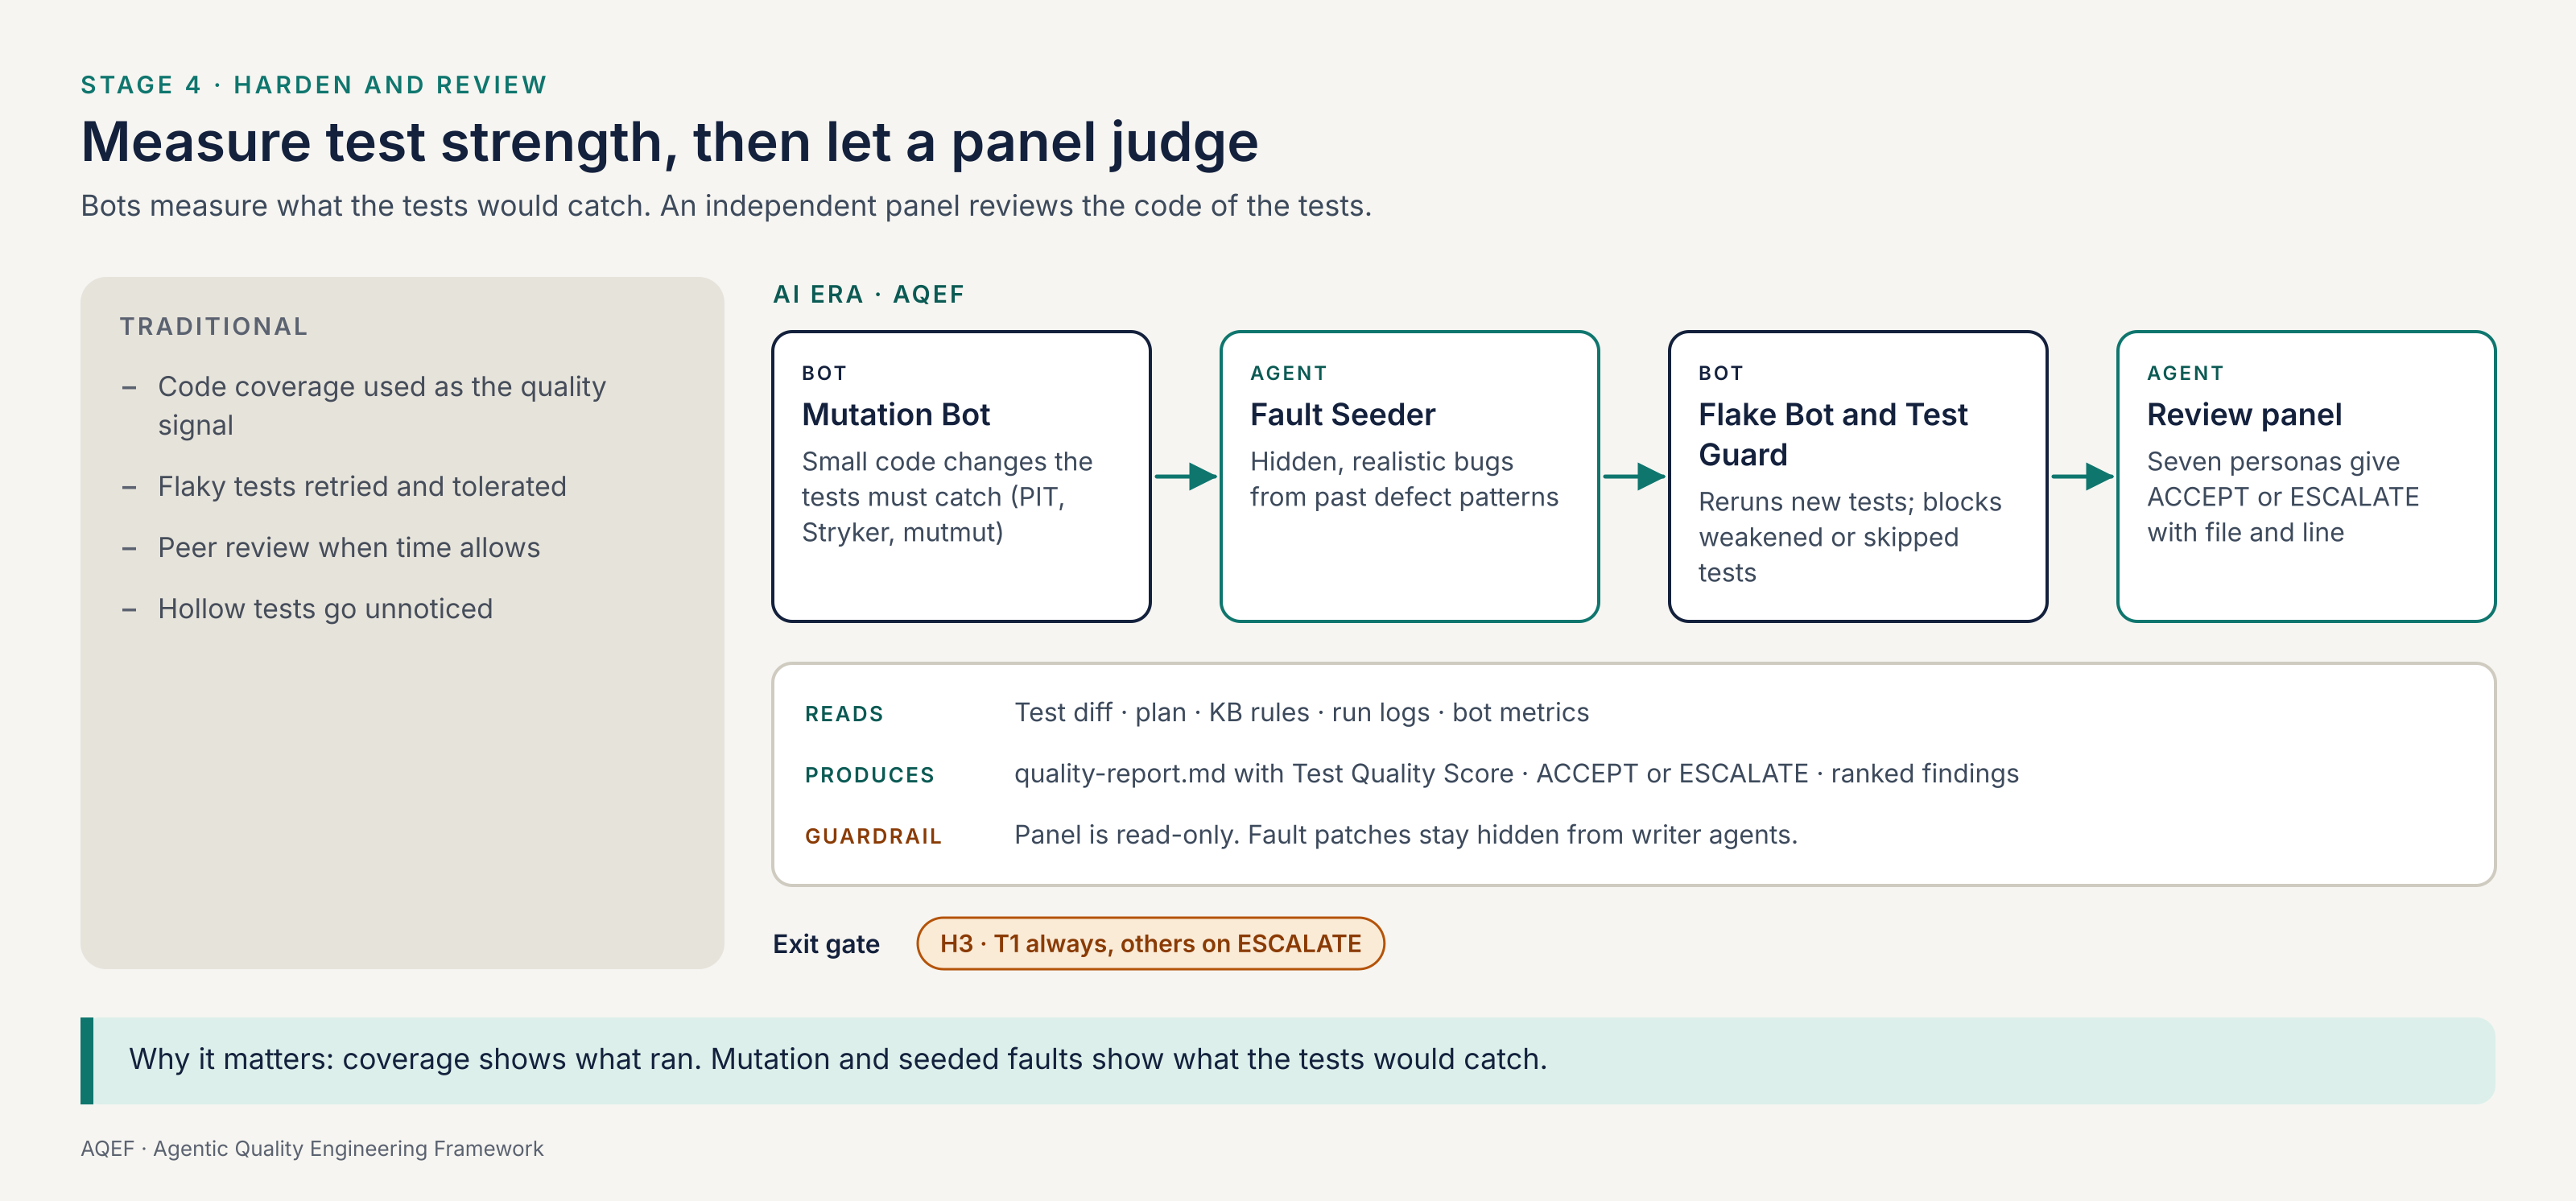 STAGE 4 · HARDEN AND REVIEW
Measure test strength, then let a panel judge
Bots measure what the tests would catch. An independent panel reviews the code of the tests.
TRADITIONAL
– Code coverage used as the quality
signal
– Flaky tests retried and tolerated
– Peer review when time allows
– Hollow tests go unnoticed
AI ERA · AQEF
BOT
Mutation Bot
Small code changes the
tests must catch (PIT,
Stryker, mutmut)
AGENT
Fault Seeder
Hidden, realistic bugs
from past defect patterns
BOT
Flake Bot and Test
Guard
Reruns new tests; blocks
weakened or skipped
tests
AGENT
Review panel
Seven personas give
ACCEPT or ESCALATE
with file and line
READS Test diff · plan · KB rules · run logs · bot metrics
PRODUCES quality-report.md with Test Quality Score · ACCEPT or ESCALATE · ranked findings
GUARDRAIL Panel is read-only. Fault patches stay hidden from writer agents.
Exit gate H3 · T1 always, others on ESCALATE
Why it matters: coverage shows what ran. Mutation and seeded faults show what the tests would catch.
AQEF · Agentic Quality Engineering Framework